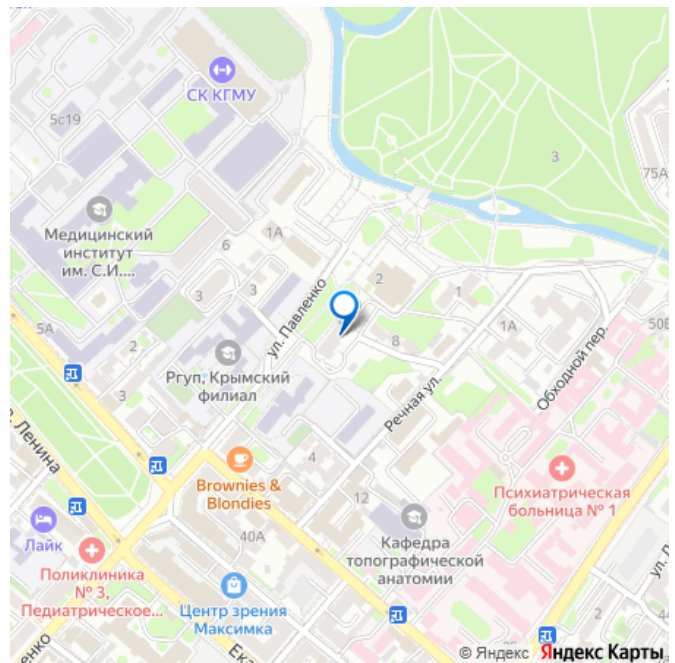 СК КГМУ
5с19
3
75А
Медицинский
институт
им. С.И....
6
1А
3
3
ул. Павленко
2
1
1А
8
50Б
5А
2
3
Ргуп, Крымский
филиал
Речная ул.
Обходной пер.
Ленина
Brownies &
Blondies
4
12
40А
Психиатрическая
больница № 1
Кафедра
топографической
анатомии
Лайк
Поликлиника
№ 3,
Педиатрическое...
Центр зрения
Максимка
2
© Яндекс Яндекс Карты